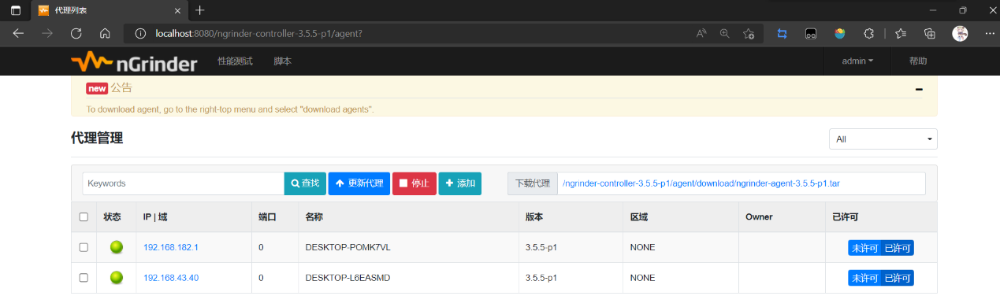 代理列表
localhost:8080/ngrinder-controller-3.5.5-p1/agent?
nGrinder 性能测试 脚本 admin 帮助
new 公告
To download agent, go to the right-top menu and select "download agents".
代理管理 All
Keywords 查找 更新代理 停止 添加 下载代理 /ngrinder-controller-3.5.5-p1/agent/download/ngrinder-agent-3.5.5-p1.tar
状态 IP | 域 端口 名称 版本 区域 Owner 已许可
192.168.182.1 0 DESKTOP-POMK7VL 3.5.5-p1 NONE 未许可 已许可
192.168.43.40 0 DESKTOP-L6EASMD 3.5.5-p1 NONE 未许可 已许可